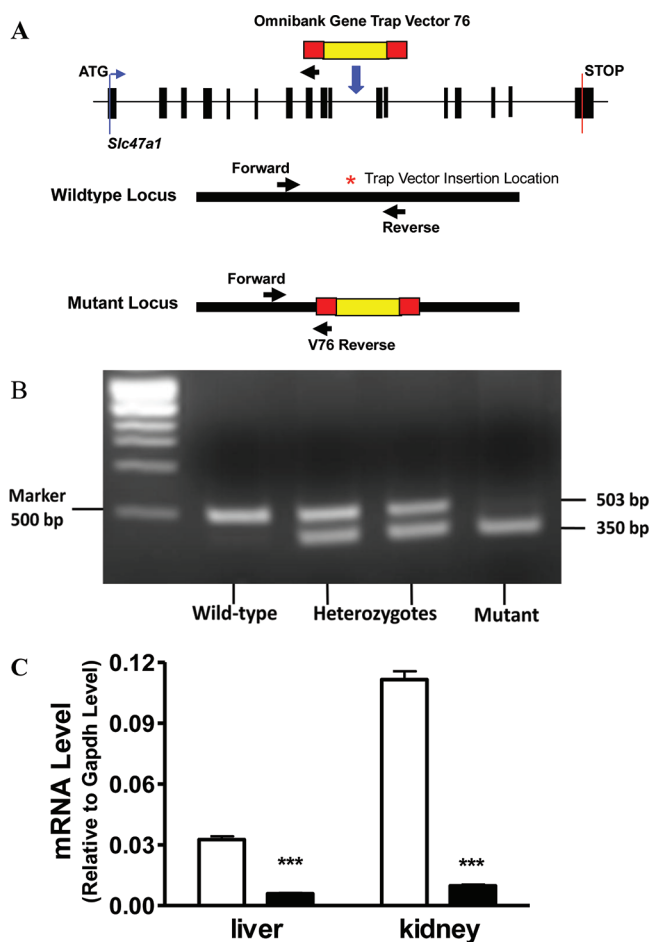 A
Omnibank Gene Trap Vector 76
ATG
STOP
Slc47a1
Forward
* Trap Vector Insertion Location
Wildtype Locus
Reverse
Forward
Mutant Locus
V76 Reverse
B
Marker
500 bp
503 bp
350 bp
Wild-type
Heterozygotes
Mutant
C
mRNA Level
(Relative to Gapdh Level)
0.12
0.09
0.06
0.03
0.00
***
***
liver
kidney